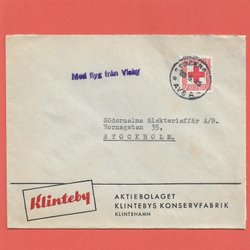 Med flyg från Visby
Södermalms Slakteriaffär A/B.
Hornsgatan 35,
STOCKHOLM.
Klinteby
AKTIEBOLAGET
KLINTEBYS KONSERVFABRIK
KLINTEHAMN